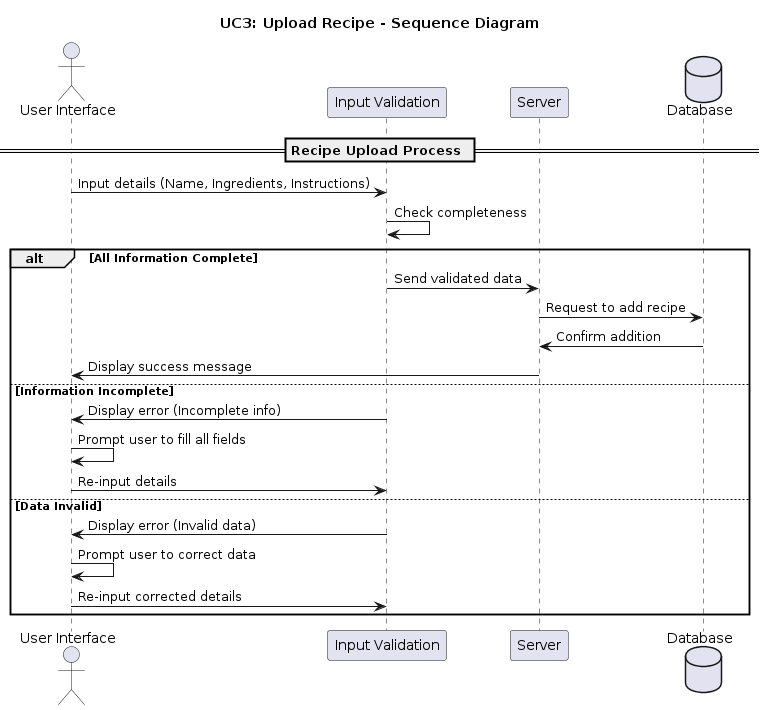 UC3: Upload Recipe - Sequence Diagram
User Interface
Input Validation
Server
Database
Recipe Upload Process
Input details (Name, Ingredients, Instructions)
Check completeness
alt
[All Information Complete]
Send validated data
Request to add recipe
Confirm addition
Display success message
[Information Incomplete]
Display error (Incomplete info)
Prompt user to fill all fields
Re-input details
[Data Invalid]
Display error (Invalid data)
Prompt user to correct data
Re-input corrected details
User Interface
Input Validation
Server
Database